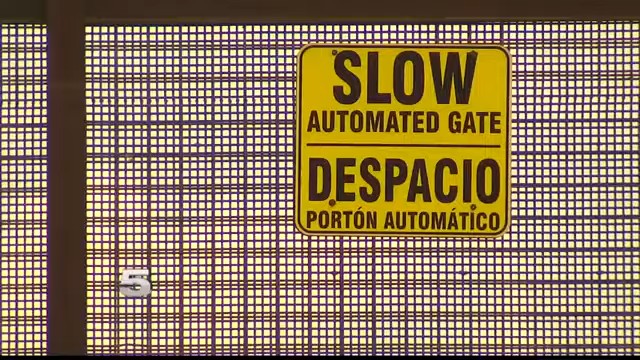 SLOW
AUTOMATED GATE
DESPACIO
PORTÓN AUTOMÁTICO
5